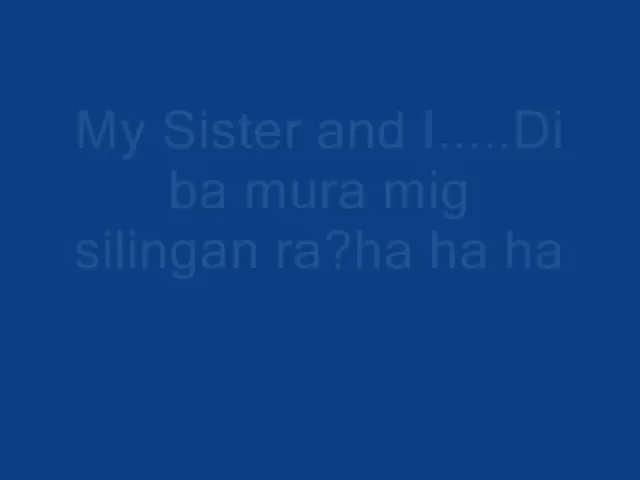 My Sister and I.....Di
ba mura mig
silingan ra?ha ha ha